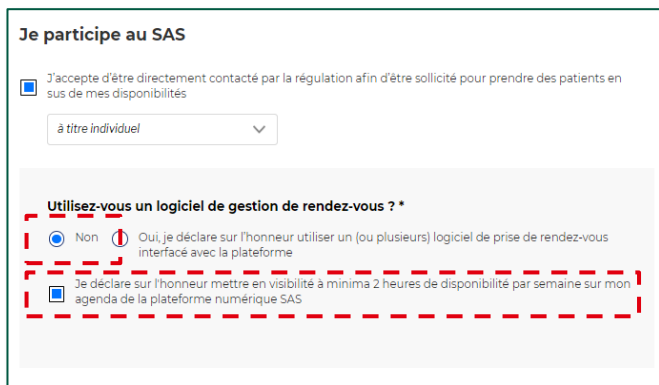 Je participe au SAS
J'accepte d'être directement contacté par la régulation afin d'être sollicité pour prendre des patients en
sus de mes disponibilités
à titre individuel
Utilisez-vous un logiciel de gestion de rendez-vous ? *
Non Oui, je déclare sur l'honneur utiliser un (ou plusieurs) logiciel de prise de rendez-vous
interfacé avec la plateforme
Je déclare sur l'honneur mettre en visibilité à minima 2 heures de disponibilité par semaine sur mon
agenda de la plateforme numérique SAS